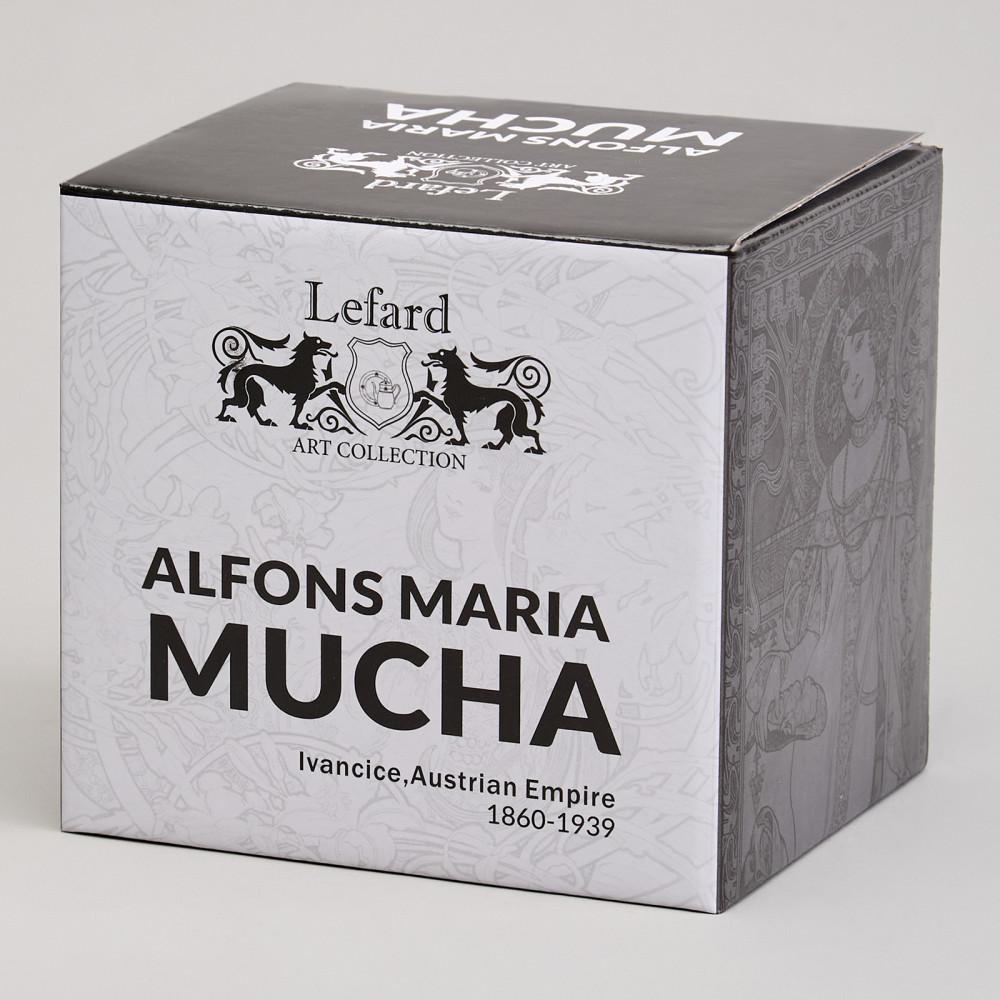 ALFONS MARIA
MUCHA
Lefard
ART COLLECTION
Lefard
ART COLLECTION
ALFONS MARIA
MUCHA
Ivancice,Austrian Empire
1860-1939